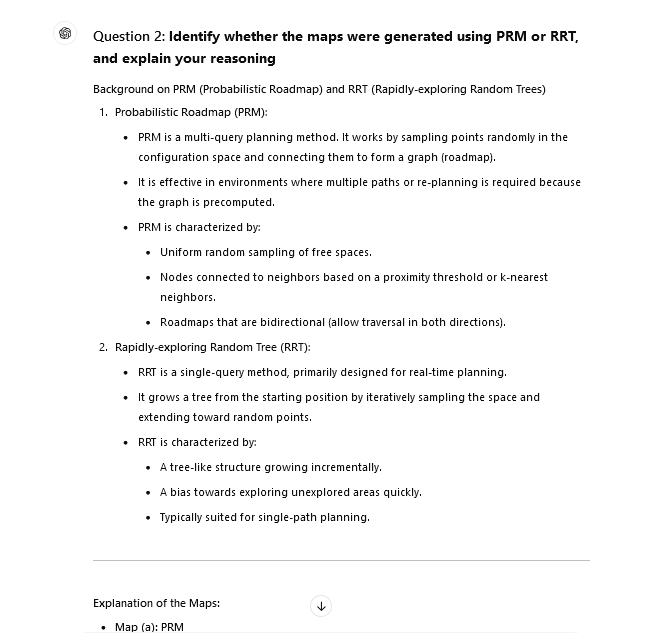 Question 2: Identify whether the maps were generated using PRM or RRT,
and explain your reasoning
Background on PRM (Probabilistic Roadmap) and RRT (Rapidly-exploring Random Trees)
1. Probabilistic Roadmap (PRM):
• PRM is a multi-query planning method. It works by sampling points randomly in the
configuration space and connecting them to form a graph (roadmap).
• It is effective in environments where multiple paths or re-planning is required because
the graph is precomputed.
• PRM is characterized by:
• Uniform random sampling of free spaces.
• Nodes connected to neighbors based on a proximity threshold or k-nearest
neighbors.
• Roadmaps that are bidirectional (allow traversal in both directions).
2. Rapidly-exploring Random Tree (RRT):
• RRT is a single-query method, primarily designed for real-time planning.
• It grows a tree from the starting position by iteratively sampling the space and
extending toward random points.
• RRT is characterized by:
• A tree-like structure growing incrementally.
• A bias towards exploring unexplored areas quickly.
• Typically suited for single-path planning.
Explanation of the Maps:
• Map (a): PRM